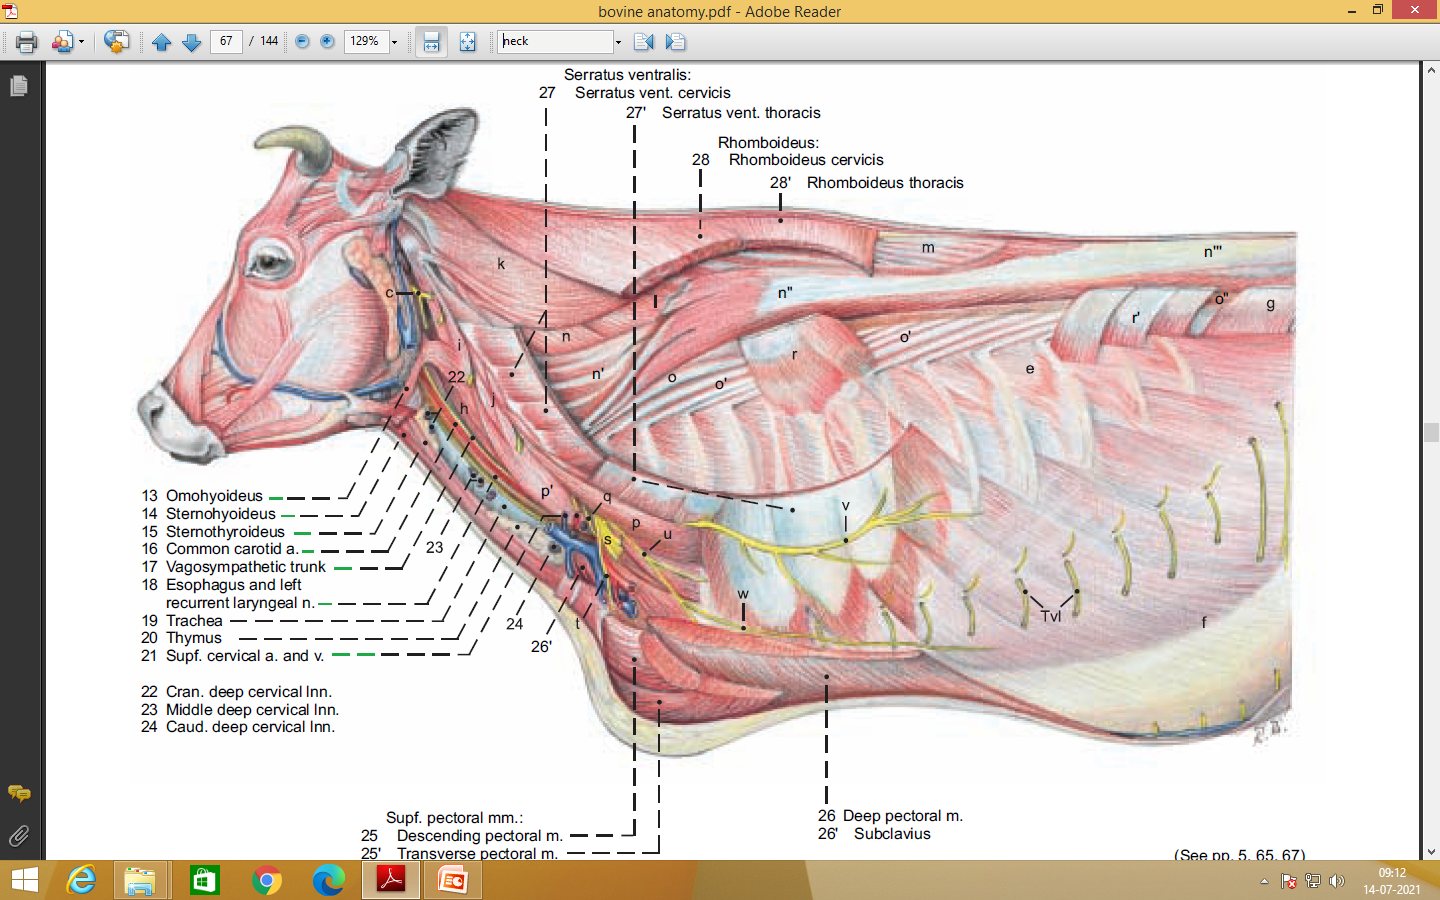 bovine anatomy.pdf - Adobe Reader
67 / 144 129% neck
Serratus ventralis:
27 Serratus vent. cervicis
27' Serratus vent. thoracis
Rhomboideus:
28 Rhomboideus cervicis
28' Rhomboideus thoracis
k
m
n'''
c
l
n''
o''
g
r'
n
o'
i
r
e
22
n'
o
o'
j
h
13 Omohyoideus
14 Sternohyoideus
15 Sternothyroideus
16 Common carotid a.
17 Vagosympathetic trunk
18 Esophagus and left
recurrent laryngeal n.
19 Trachea
20 Thymus
21 Supf. cervical a. and v.
22 Cran. deep cervical lnn.
23 Middle deep cervical lnn.
24 Caud. deep cervical lnn.
p'
q
p
v
u
s
23
w
24
t
26'
Tvl
f
R.B.
Supf. pectoral mm.:
25 Descending pectoral m.
25' Transverse pectoral m.
26 Deep pectoral m.
26' Subclavius
(See pp. 5, 65, 67)
09:12
14-07-2021